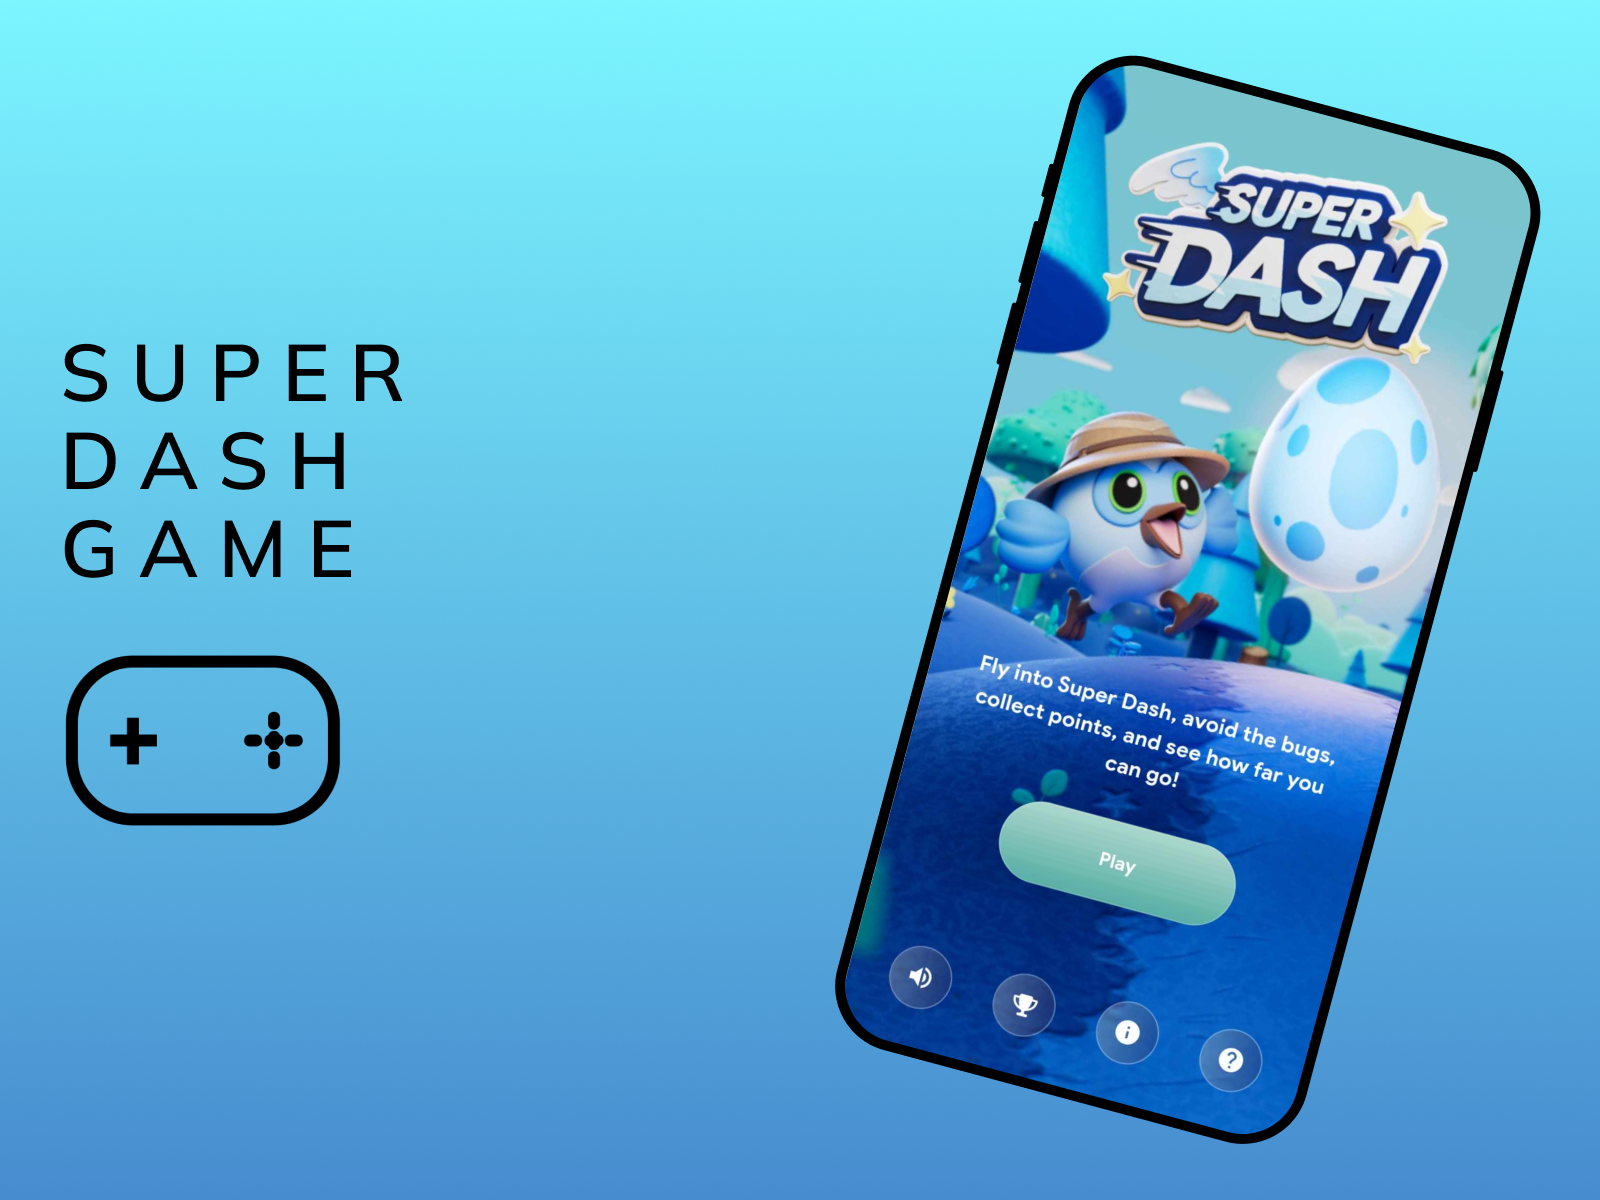 SUPER
DASH
GAME
SUPER
DASH
Fly into Super Dash, avoid the bugs,
collect points, and see how far you
can go!
Play